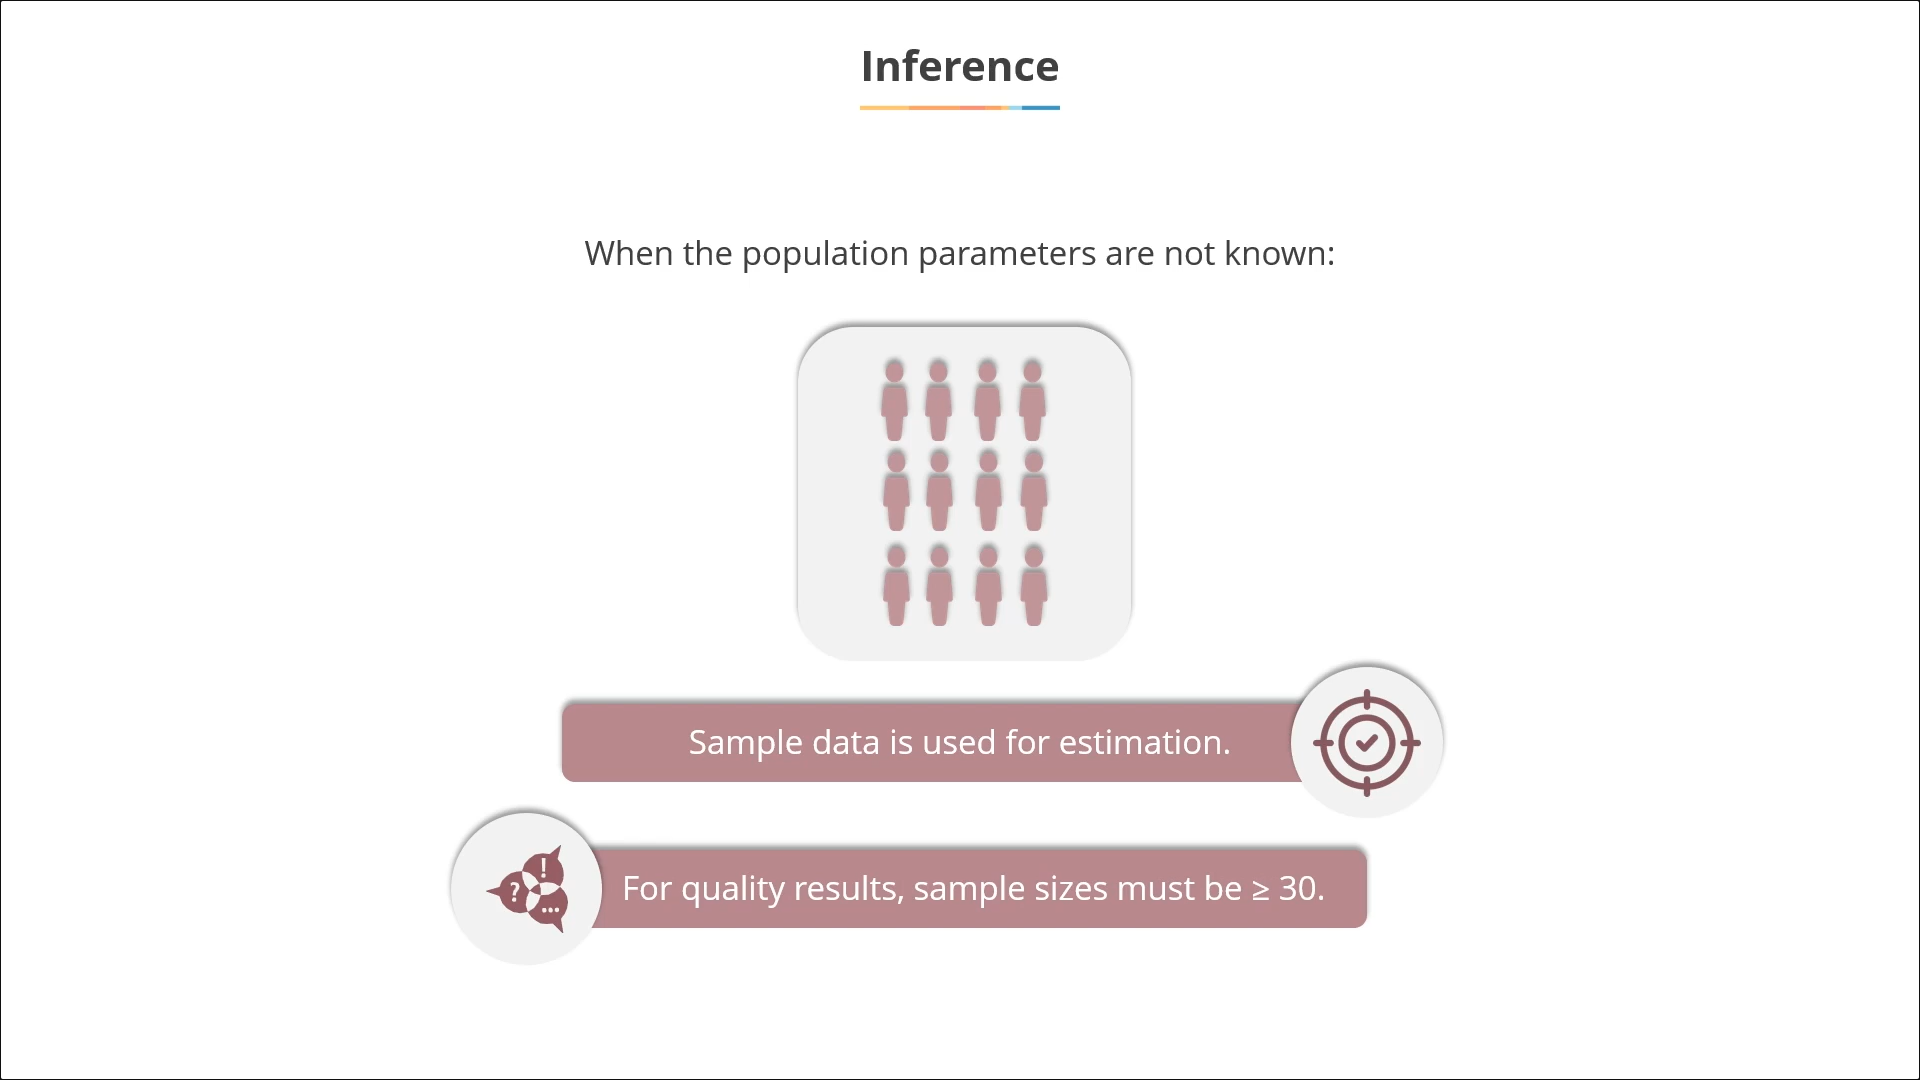 Inference
When the population parameters are not known:
Sample data is used for estimation.
! ? ...
For quality results, sample sizes must be ≥ 30.